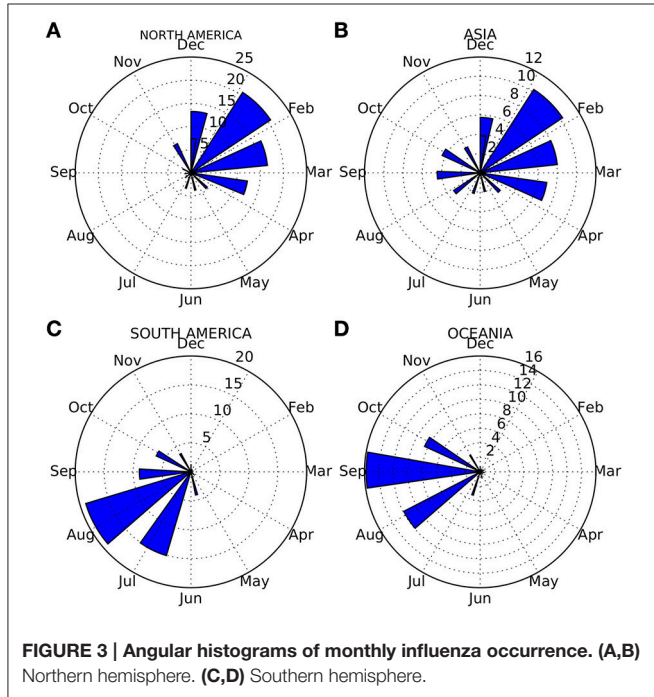 A
NORTH AMERICA
Dec
Nov
25
20
15
10
5
Oct
Feb
Sep
Mar
Aug
Apr
Jul
May
Jun
B
ASIA
Dec
Nov
12
10
8
6
4
2
Oct
Feb
Sep
Mar
Aug
Apr
Jul
May
Jun
C
SOUTH AMERICA
Dec
Nov
20
15
10
5
Oct
Feb
Sep
Mar
Aug
Apr
Jul
May
Jun
D
OCEANIA
Dec
Nov
16
14
12
10
8
6
4
2
Oct
Feb
Sep
Mar
Aug
Apr
Jul
May
Jun
FIGURE 3 | Angular histograms of monthly influenza occurrence. (A,B)
Northern hemisphere. (C,D) Southern hemisphere.